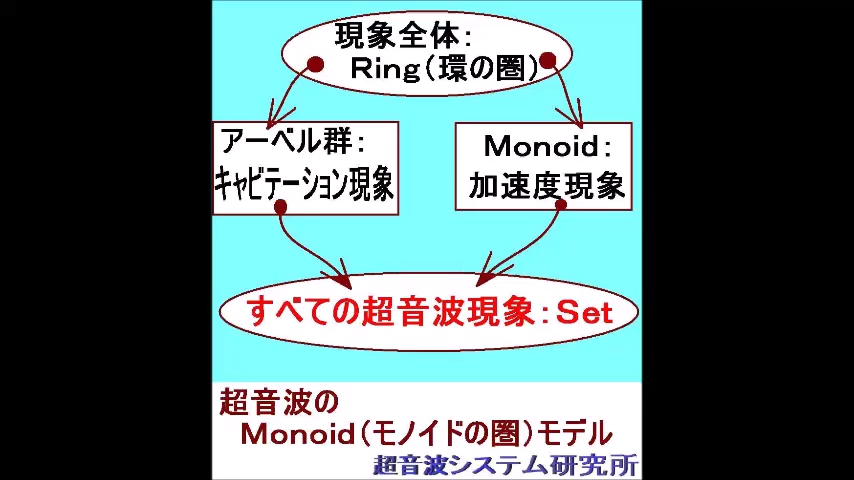 現象全体：
Ｒｉｎｇ（環の圏）
アーベル群：
キャビテーション現象
Ｍｏｎｏｉｄ：
加速度現象
すべての超音波現象：Ｓｅｔ
超音波の
Ｍｏｎｏｉｄ（モノイドの圏）モデル
超音波システム研究所